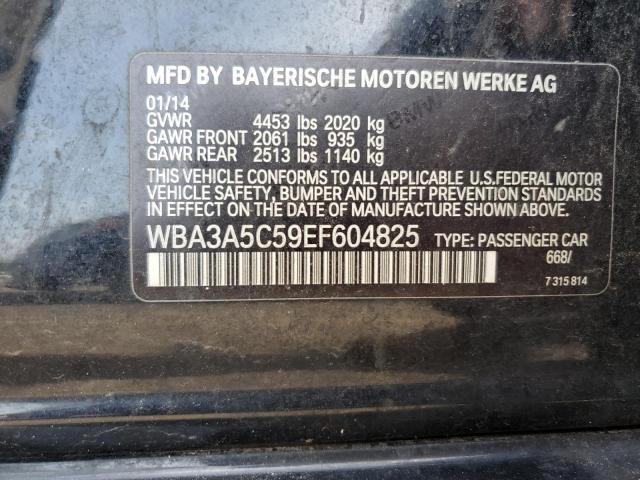 MFD BY BAYERISCHE MOTOREN WERKE AG
01/14
GVWR 4453 lbs 2020 kg
GAWR FRONT 2061 lbs 935 kg
GAWR REAR 2513 lbs 1140 kg
THIS VEHICLE CONFORMS TO ALL APPLICABLE U.S.FEDERAL MOTOR
VEHICLE SAFETY, BUMPER AND THEFT PREVENTION STANDARDS
IN EFFECT ON THE DATE OF MANUFACTURE SHOWN ABOVE.
WBA3A5C59EF604825 TYPE: PASSENGER CAR
668/
7 315 814